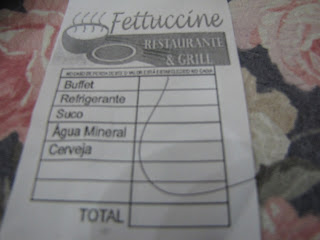 Fettuccine
RESTAURANTE
& GRILL
Buffet
Refrigerante
Suco
Água Mineral
Cerveja
TOTAL